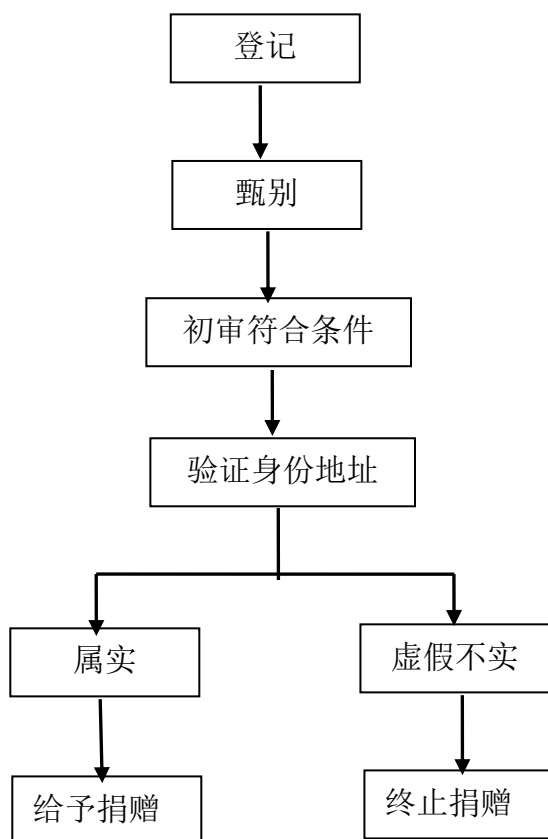 登记
甄别
初审符合条件
验证身份地址
属实
虚假不实
给予捐赠
终止捐赠